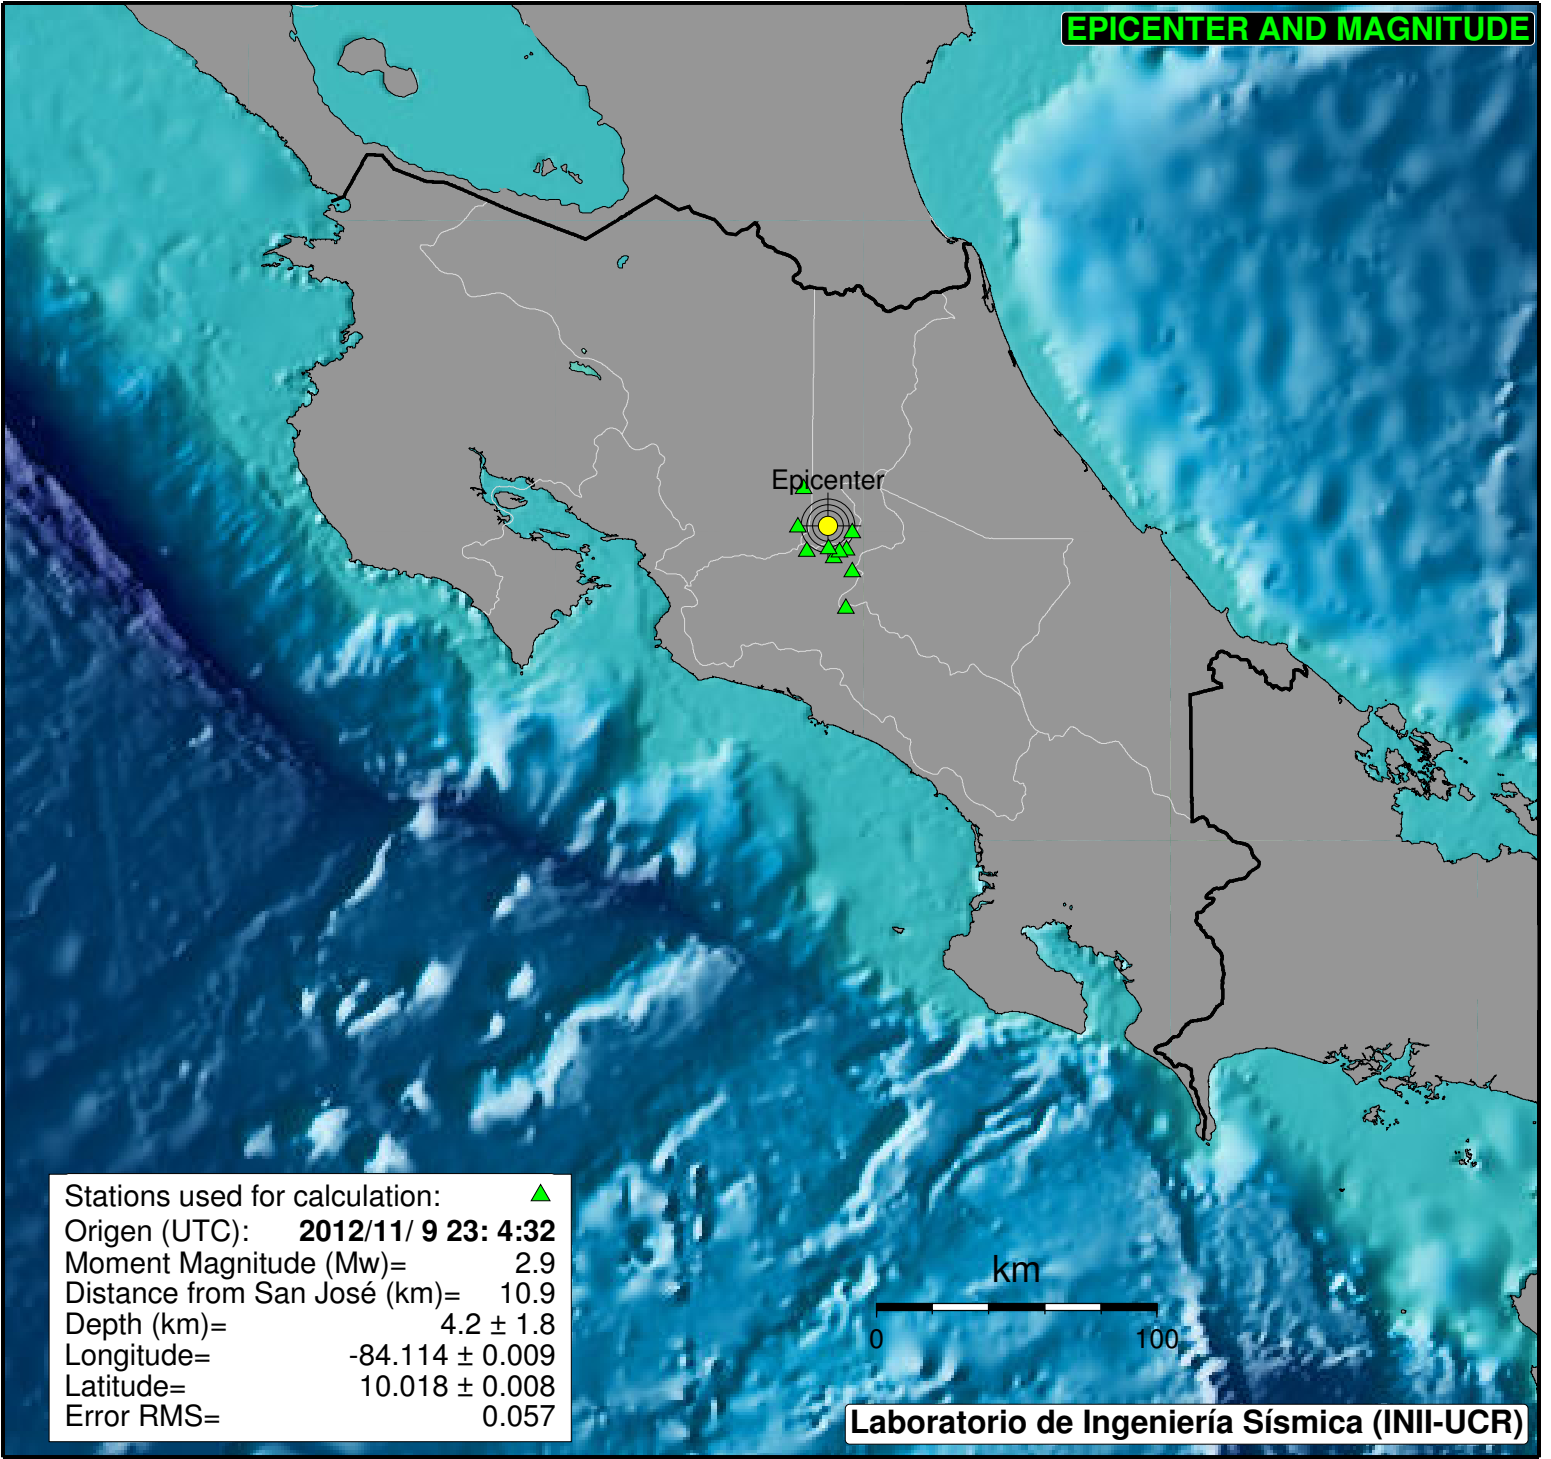 EPICENTER AND MAGNITUDE
Epicenter
Stations used for calculation:
Origen (UTC): 2012/11/ 9 23: 4:32
Moment Magnitude (Mw)= 2.9
Distance from San José (km)= 10.9
Depth (km)= 4.2 ± 1.8
Longitude= -84.114 ± 0.009
Latitude= 10.018 ± 0.008
Error RMS= 0.057
km
0 100
Laboratorio de Ingeniería Sísmica (INII-UCR)